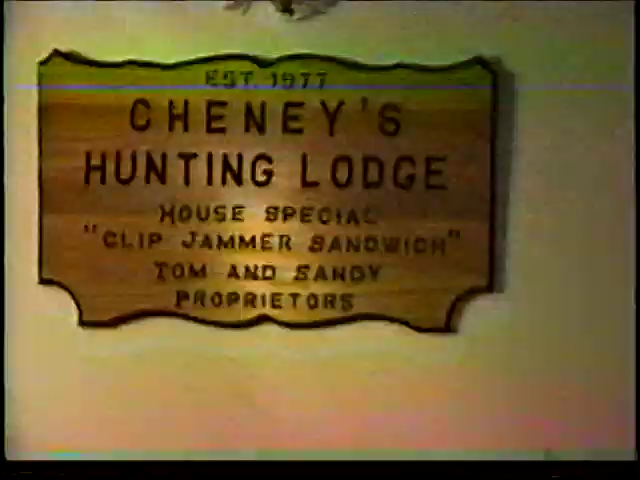 EST. 1977
CHENEY'S
HUNTING LODGE
HOUSE SPECIAL
"CLIP JAMMER SANDWICH"
TOM AND SANDY
PROPRIETORS